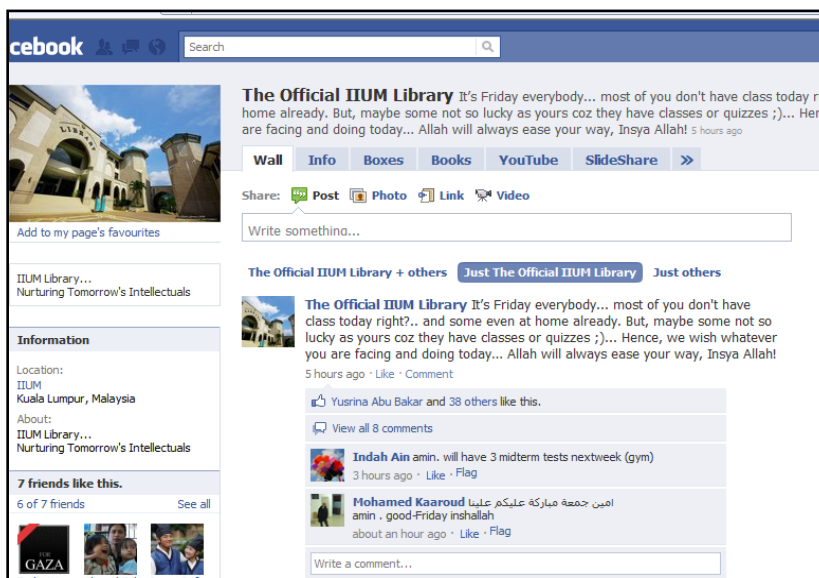 cebook
Search
LIBRARY
Add to my page's favourites
IIUM Library...
Nurturing Tomorrow's Intellectuals
Information
Location:
IIUM
Kuala Lumpur, Malaysia
About:
IIUM Library...
Nurturing Tomorrow's Intellectuals
7 friends like this.
6 of 7 friends See all
FOR
GAZA
The Official IIUM Library It's Friday everybody... most of you don't have class today
home already. But, maybe some not so lucky as yours coz they have classes or quizzes ;)...
are facing and doing today... Allah will always ease your way, Insya Allah! 5 hours ago
Wall Info Boxes Books YouTube SlideShare »
Share: Post Photo Link Video
Write something...
The Official IIUM Library + others Just The Official IIUM Library Just others
The Official IIUM Library It's Friday everybody... most of you don't have
class today right?.. and some even at home already. But, maybe some not so
lucky as yours coz they have classes or quizzes ;)... Hence, we wish whatever
you are facing and doing today... Allah will always ease your way, Insya Allah!
5 hours ago · Like · Comment
Yusrina Abu Bakar and 38 others like this.
View all 8 comments
Indah Ain amin. will have 3 midterm tests nextweek (gym)
3 hours ago · Like · Flag
Mohamed Kaaroud امين جمعة مباركة عليكم علينا
amin . good-Friday inshallah
about an hour ago · Like · Flag
Write a comment...